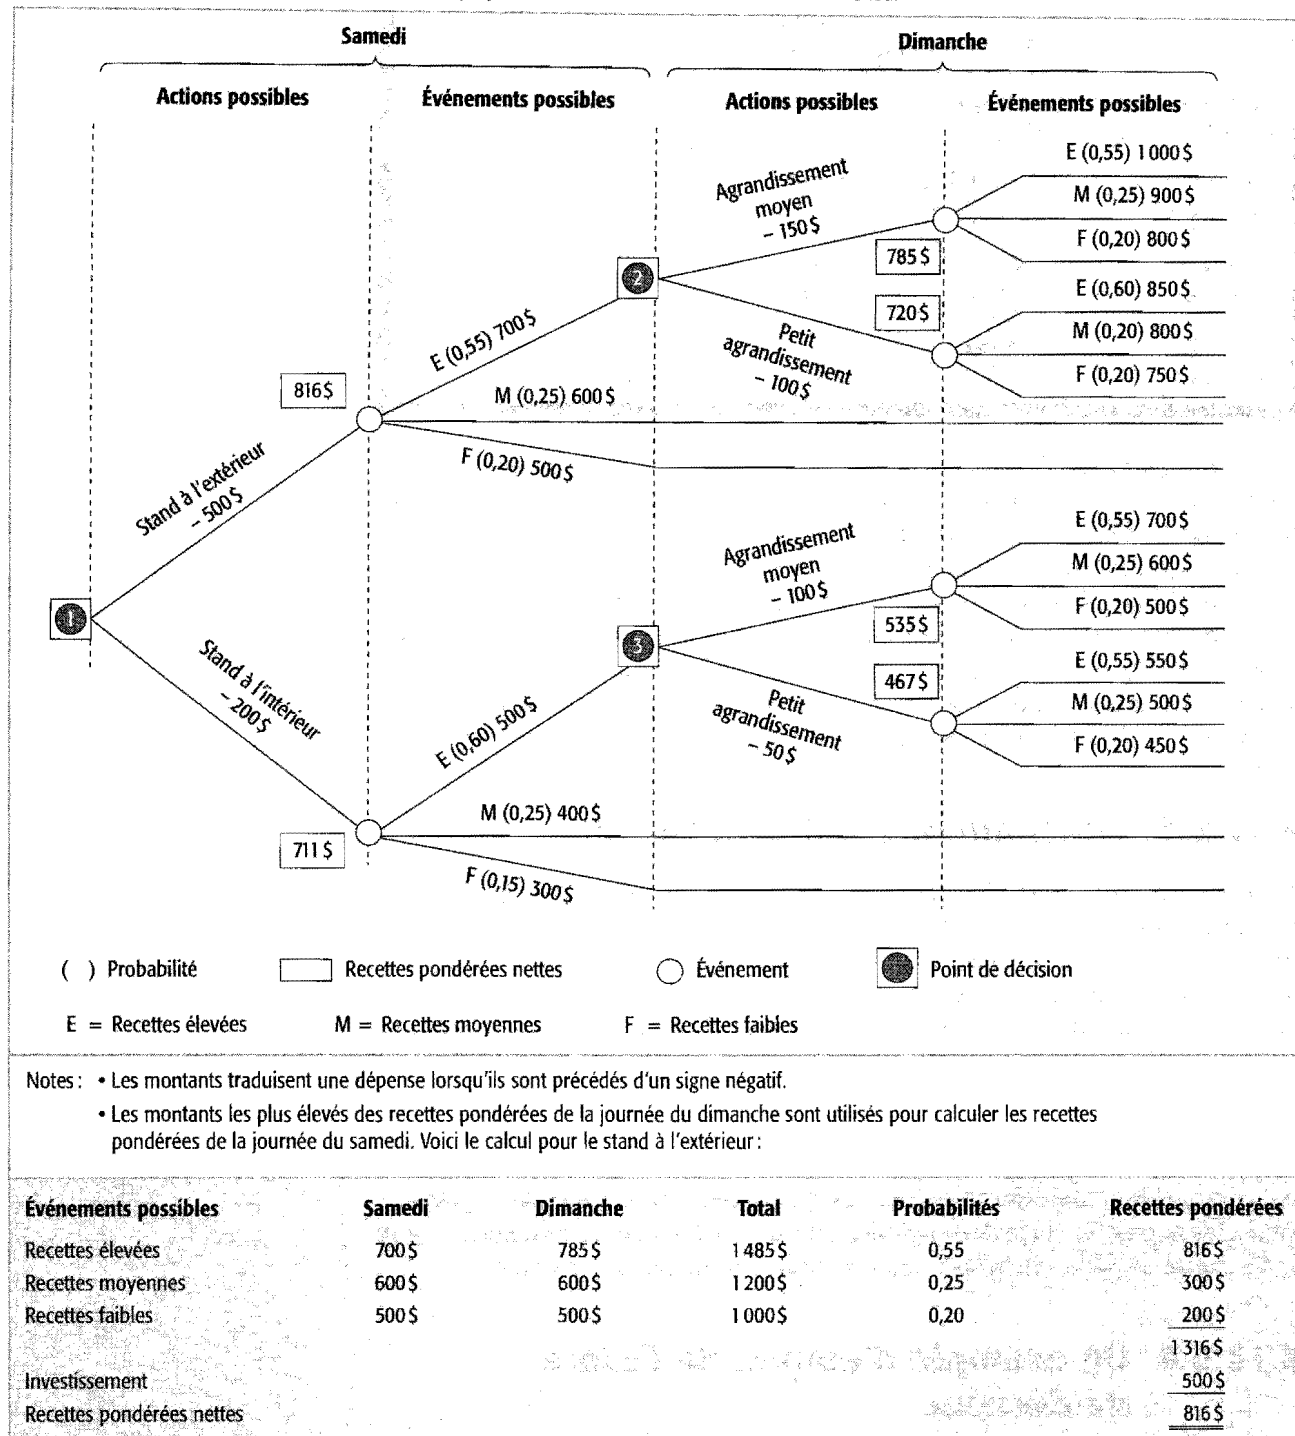 Samedi
Dimanche
Actions possibles
Événements possibles
Actions possibles
Événements possibles
Agrandissement
moyen
– 150 $
E (0,55) 1 000 $
M (0,25) 900 $
F (0,20) 800 $
785 $
2
E (0,55) 700 $
720 $
E (0,60) 850 $
M (0,20) 800 $
F (0,20) 750 $
Petit
agrandissement
– 100 $
816 $
M (0,25) 600 $
F (0,20) 500 $
Stand à l'extérieur
– 500 $
1
Agrandissement
moyen
– 100 $
E (0,55) 700 $
M (0,25) 600 $
F (0,20) 500 $
535 $
3
467 $
E (0,55) 550 $
M (0,25) 500 $
F (0,20) 450 $
Petit
agrandissement
– 50 $
Stand à l'intérieur
– 200 $
E (0,60) 500 $
M (0,25) 400 $
711 $
F (0,15) 300 $
( ) Probabilité
Recettes pondérées nettes
Événement
Point de décision
E = Recettes élevées
M = Recettes moyennes
F = Recettes faibles
Notes : • Les montants traduisent une dépense lorsqu'ils sont précédés d'un signe négatif.
• Les montants les plus élevés des recettes pondérées de la journée du dimanche sont utilisés pour calculer les recettes
pondérées de la journée du samedi. Voici le calcul pour le stand à l'extérieur :
Événements possibles Samedi Dimanche Total Probabilités Recettes pondérées
Recettes élevées 700 $ 785 $ 1 485 $ 0,55 816 $
Recettes moyennes 600 $ 600 $ 1 200 $ 0,25 300 $
Recettes faibles 500 $ 500 $ 1 000 $ 0,20 200 $
1 316 $
Investissement 500 $
Recettes pondérées nettes 816 $